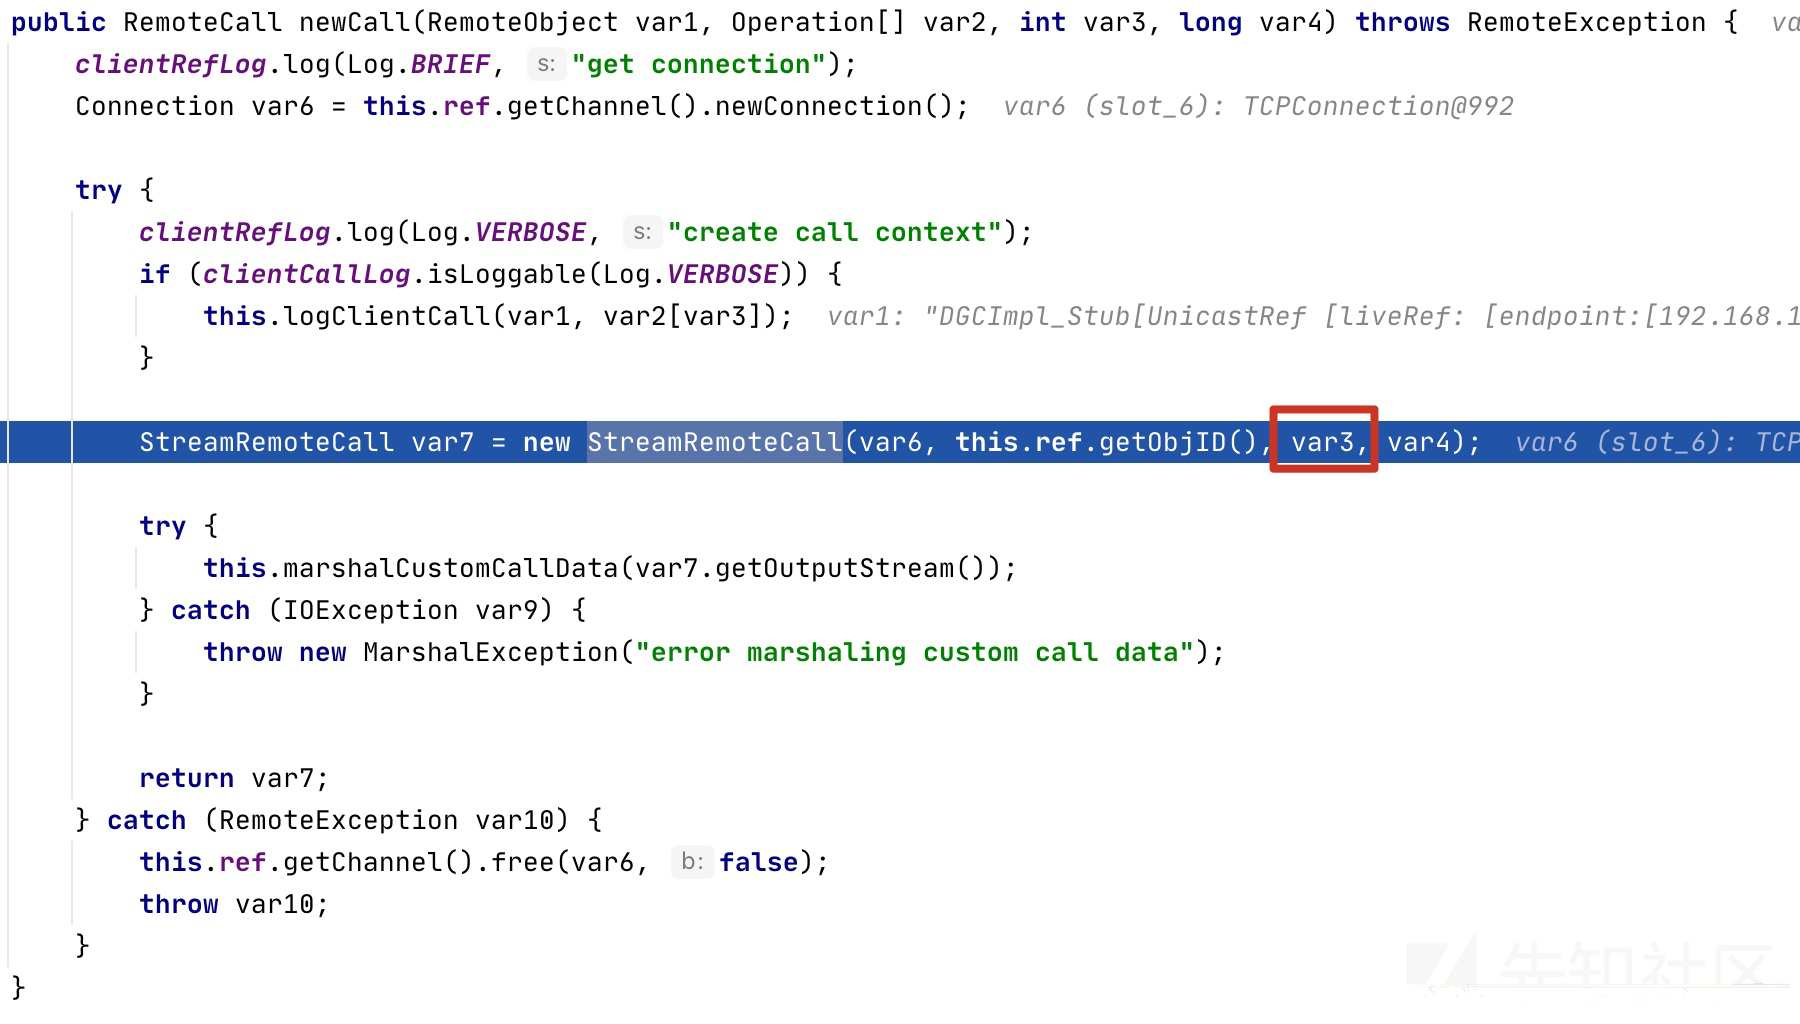 public RemoteCall newCall(RemoteObject var1, Operation[] var2, int var3, long var4) throws RemoteException {  va
clientRefLog.log(Log.BRIEF, s: "get connection");
Connection var6 = this.ref.getChannel().newConnection();  var6 (slot_6): TCPConnection@992
try {
clientRefLog.log(Log.VERBOSE, s: "create call context");
if (clientCallLog.isLoggable(Log.VERBOSE)) {
this.logClientCall(var1, var2[var3]);  var1: "DGCImpl_Stub[UnicastRef [liveRef: [endpoint:[192.168.1
}
StreamRemoteCall var7 = new StreamRemoteCall(var6, this.ref.getObjID(), var3, var4);  var6 (slot_6): TCP
try {
this.marshalCustomCallData(var7.getOutputStream());
} catch (IOException var9) {
throw new MarshalException("error marshaling custom call data");
}
return var7;
} catch (RemoteException var10) {
this.ref.getChannel().free(var6, b: false);
throw var10;
}
}
先知社区